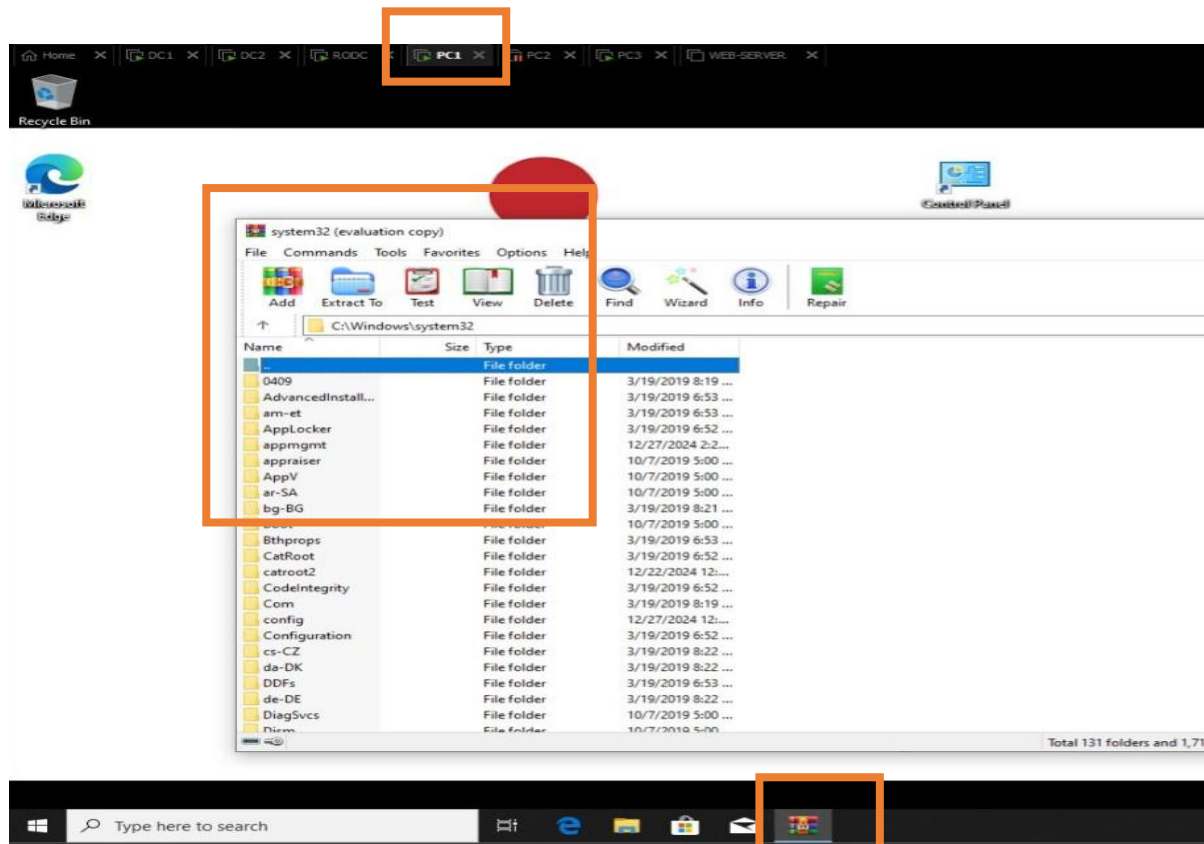 Home DC1 DC2 RODC PC1 PC2 PC3 WEB-SERVER
Recycle Bin
Microsoft Edge
Control Panel
system32 (evaluation copy)
File Commands Tools Favorites Options Help
Add Extract To Test View Delete Find Wizard Info Repair
C:\Windows\system32
Name Size Type Modified
.. File folder
0409 File folder 3/19/2019 8:19 ...
AdvancedInstall... File folder 3/19/2019 6:53 ...
am-et File folder 3/19/2019 6:53 ...
AppLocker File folder 3/19/2019 6:52 ...
appmgmt File folder 12/27/2024 2:2...
appraiser File folder 10/7/2019 5:00 ...
AppV File folder 10/7/2019 5:00 ...
ar-SA File folder 10/7/2019 5:00 ...
bg-BG File folder 3/19/2019 8:21 ...
10/7/2019 5:00 ...
Bthprops File folder 3/19/2019 6:53 ...
CatRoot File folder 3/19/2019 6:52 ...
catroot2 File folder 12/22/2024 12:...
CodeIntegrity File folder 3/19/2019 6:52 ...
Com File folder 3/19/2019 8:19 ...
config File folder 12/27/2024 12:...
Configuration File folder 3/19/2019 6:52 ...
cs-CZ File folder 3/19/2019 8:22 ...
da-DK File folder 3/19/2019 8:22 ...
DDFs File folder 3/19/2019 6:53 ...
de-DE File folder 3/19/2019 8:22 ...
DiagSvcs File folder 10/7/2019 5:00 ...
Dism File folder 10/7/2019 5:00
Total 131 folders and 1,71
Type here to search